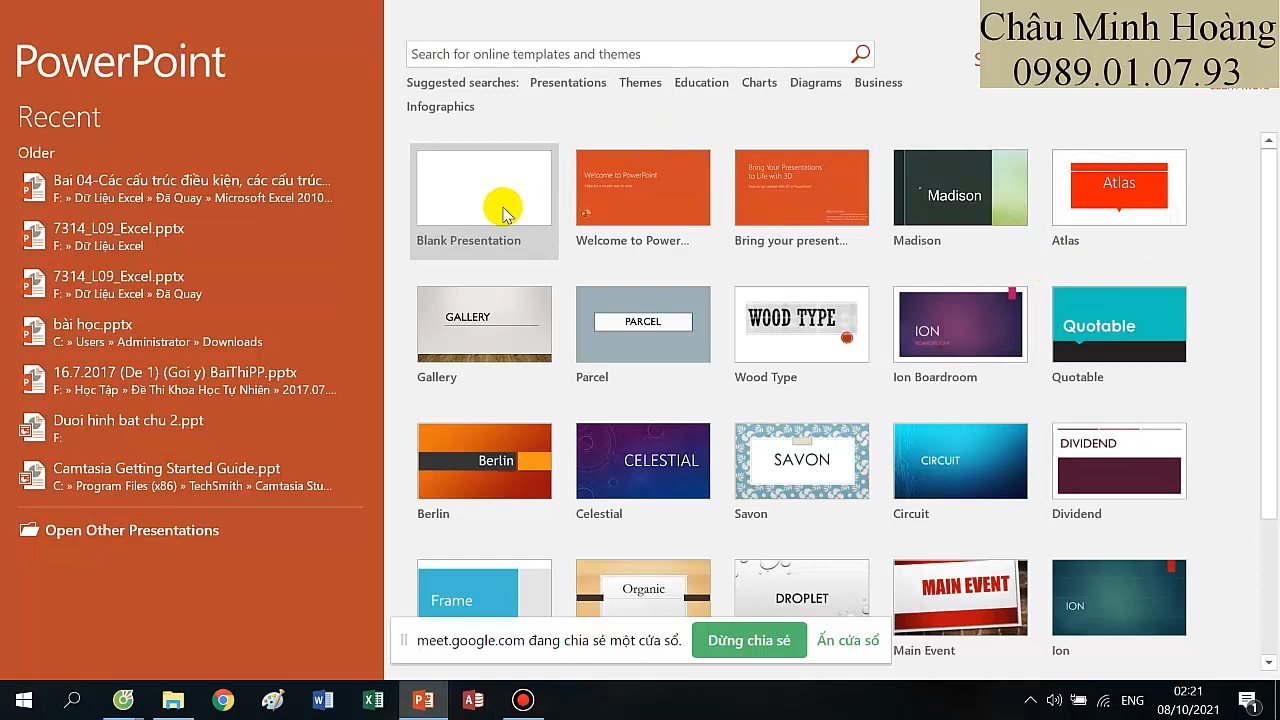 Châu Minh Hoàng
0989.01.07.93
PowerPoint
Recent
Older
Bai 04-Các cấu trúc điều kiện, các cấu trúc...
F: » Dữ Liệu Excel » Đã Quay » Microsoft Excel 2010...
7314_L09_Excel.pptx
F: » Dữ Liệu Excel
7314_L09_Excel.pptx
F: » Dữ Liệu Excel » Đã Quay
bài học.pptx
C: » Users » Administrator » Downloads
16.7.2017 (De 1) (Goi y) BaiThiPP.pptx
F: » Học Tập » Đề Thi Khoa Học Tự Nhiên » 2017.07....
Duoi hinh bat chu 2.ppt
F:
Camtasia Getting Started Guide.ppt
C: » Program Files (x86) » TechSmith » Camtasia Stu...
Open Other Presentations
Search for online templates and themes
Suggested searches: Presentations Themes Education Charts Diagrams Business
Infographics
Welcome to PowerPoint
Bring Your Presentations
to Life with 3D
Madison
Atlas
Blank Presentation
Welcome to Power...
Bring your present...
Madison
Atlas
GALLERY
PARCEL
WOOD TYPE
ION
BOARDROOM
Quotable
Gallery
Parcel
Wood Type
Ion Boardroom
Quotable
Berlin
CELESTIAL
SAVON
CIRCUIT
DIVIDEND
Berlin
Celestial
Savon
Circuit
Dividend
Frame
Organic
DROPLET
MAIN EVENT
ION
Main Event
Ion
meet.google.com đang chia sẻ một cửa sổ.
Dừng chia sẻ
Ẩn cửa sổ
ENG
02:21
08/10/2021
1